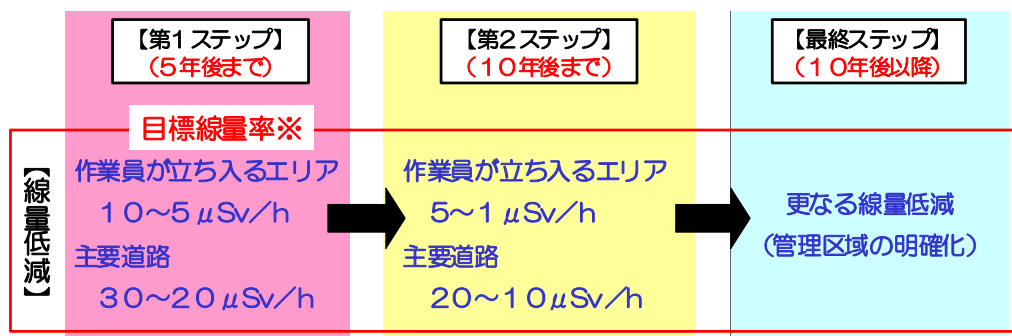 【第1ステップ】
（5年後まで）
【第2ステップ】
（10年後まで）
【最終ステップ】
（10年後以降）
目標線量率※
【線量低減】
作業員が立ち入るエリア
10～5μSv／h
主要道路
30～20μSv／h
作業員が立ち入るエリア
5～1μSv／h
主要道路
20～10μSv／h
更なる線量低減
（管理区域の明確化）